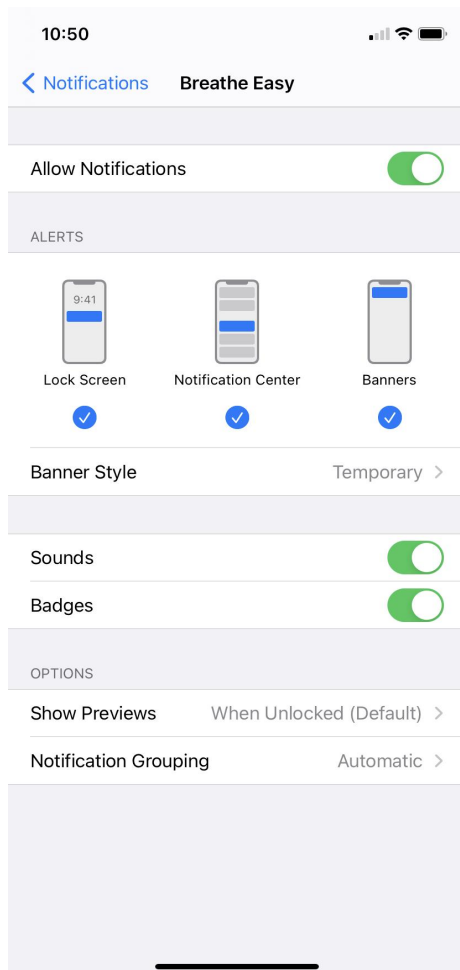 10:50
Notifications Breathe Easy
Allow Notifications
ALERTS
9:41
Lock Screen Notification Center Banners
Banner Style Temporary
Sounds
Badges
OPTIONS
Show Previews When Unlocked (Default)
Notification Grouping Automatic